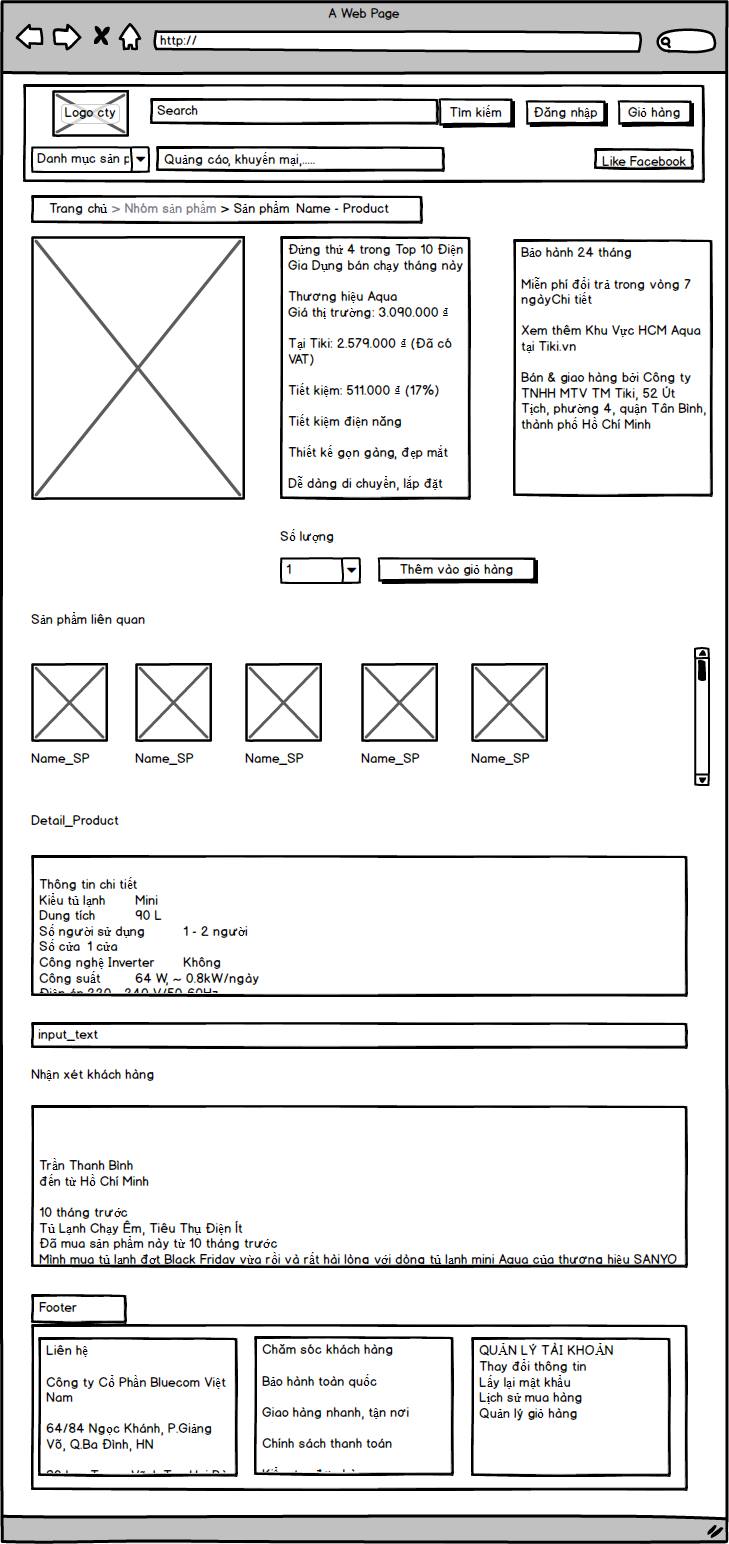 A Web Page
http://
Logo cty
Search
Tìm kiếm
Đăng nhập
Giỏ hàng
Danh mục sản p
Quảng cáo, khuyến mại,.....
Like Facebook
Trang chủ > Nhóm sản phẩm > Sản phẩm Name - Product
Đứng thứ 4 trong Top 10 Điện
Gia Dụng bán chạy tháng này
Thương hiệu Aqua
Giá thị trường: 3.090.000 ₫
Tại Tiki: 2.579.000 ₫ (Đã có
VAT)
Tiết kiệm: 511.000 ₫ (17%)
Tiết kiệm điện năng
Thiết kế gọn gàng, đẹp mắt
Dễ dàng di chuyển, lắp đặt
Bảo hành 24 tháng
Miễn phí đổi trả trong vòng 7
ngàyChi tiết
Xem thêm Khu Vực HCM Aqua
tại Tiki.vn
Bán & giao hàng bởi Công ty
TNHH MTV TM Tiki, 52 Út
Tịch, phường 4, quận Tân Bình,
thành phố Hồ Chí Minh
Số lượng
1
Thêm vào giỏ hàng
Sản phẩm liên quan
Name_SP
Name_SP
Name_SP
Name_SP
Name_SP
Detail_Product
Thông tin chi tiết
Kiểu tủ lạnh Mini
Dung tích 90 L
Số người sử dụng 1 - 2 người
Số cửa 1 cửa
Công nghệ Inverter Không
Công suất 64 W, ~ 0.8kW/ngày
Điện áp 220 - 240 V/50-60Hz
input_text
Nhận xét khách hàng
Trần Thanh Bình
đến từ Hồ Chí Minh
10 tháng trước
Tủ Lạnh Chạy Êm, Tiêu Thụ Điện Ít
Đã mua sản phẩm này từ 10 tháng trước
Mình mua tủ lạnh đợt Black Friday vừa rồi và rất hài lòng với dòng tủ lạnh mini Aqua của thương hiệu SANYO
Footer
Liên hệ
Công ty Cổ Phần Bluecom Việt
Nam
64/84 Ngọc Khánh, P.Giảng
Võ, Q.Ba Đình, HN
Chăm sóc khách hàng
Bảo hành toàn quốc
Giao hàng nhanh, tận nơi
Chính sách thanh toán
QUẢN LÝ TÀI KHOẢN
Thay đổi thông tin
Lấy lại mật khẩu
Lịch sử mua hàng
Quản lý giỏ hàng